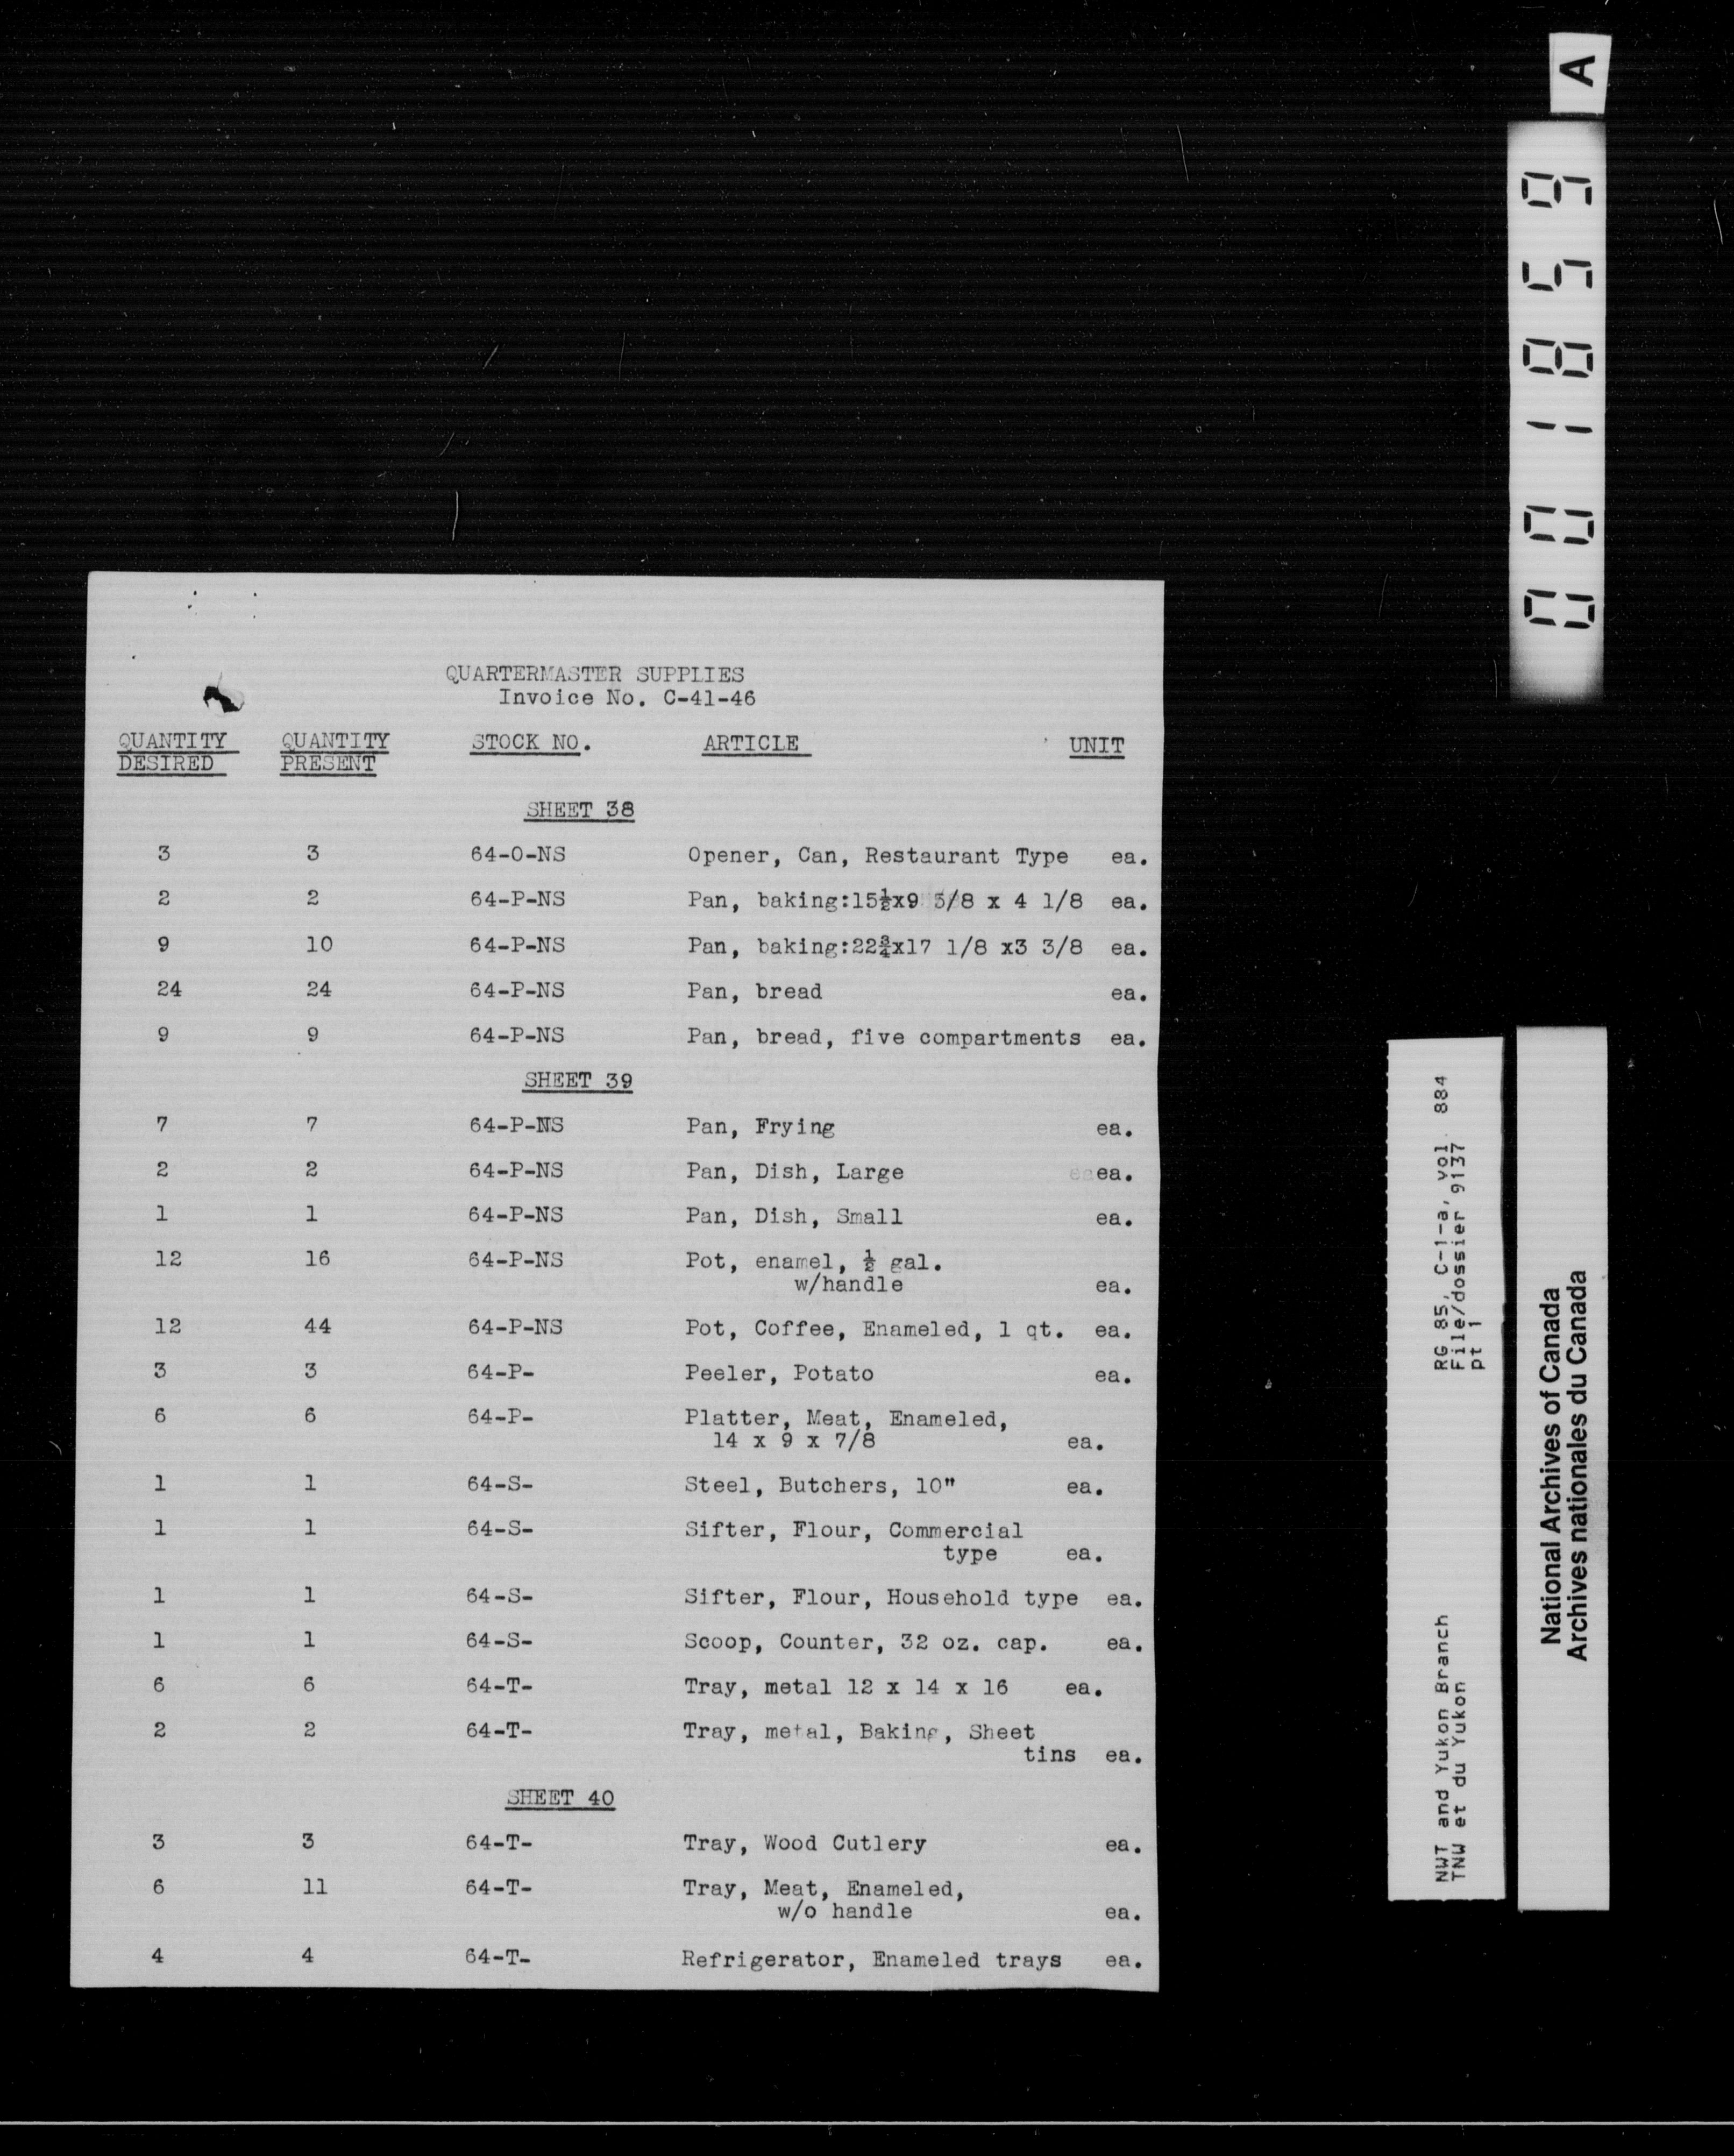 QUARTERMASTER SUPPLIES
Invoice No. C-41-46
QUANTITY DESIRED QUANTITY PRESENT STOCK NO. ARTICLE UNIT
SHEET 38
3 3 64-O-NS Opener, Can, Restaurant Type ea.
2 2 64-P-NS Pan, baking:15½x9 3/8 x 4 1/8 ea.
9 10 64-P-NS Pan, baking:22¾x17 1/8 x3 3/8 ea.
24 24 64-P-NS Pan, bread ea.
9 9 64-P-NS Pan, bread, five compartments ea.
SHEET 39
7 7 64-P-NS Pan, Frying ea.
2 2 64-P-NS Pan, Dish, Large ea.
1 1 64-P-NS Pan, Dish, Small ea.
12 16 64-P-NS Pot, enamel, ½ gal.
w/handle ea.
12 44 64-P-NS Pot, Coffee, Enameled, 1 qt. ea.
3 3 64-P- Peeler, Potato ea.
6 6 64-P- Platter, Meat, Enameled,
14 x 9 x 7/8 ea.
1 1 64-S- Steel, Butchers, 10" ea.
1 1 64-S- Sifter, Flour, Commercial
type ea.
1 1 64-S- Sifter, Flour, Household type ea.
1 1 64-S- Scoop, Counter, 32 oz. cap. ea.
6 6 64-T- Tray, metal 12 x 14 x 16 ea.
2 2 64-T- Tray, metal, Baking, Sheet
tins ea.
SHEET 40
3 3 64-T- Tray, Wood Cutlery ea.
6 11 64-T- Tray, Meat, Enameled,
w/o handle ea.
4 4 64-T- Refrigerator, Enameled trays ea.
001859 A
RG 85, C-1-a, vol. 884
File/dossier 9137
pt 1
NWT and Yukon Branch
TNW et du Yukon
National Archives of Canada
Archives nationales du Canada